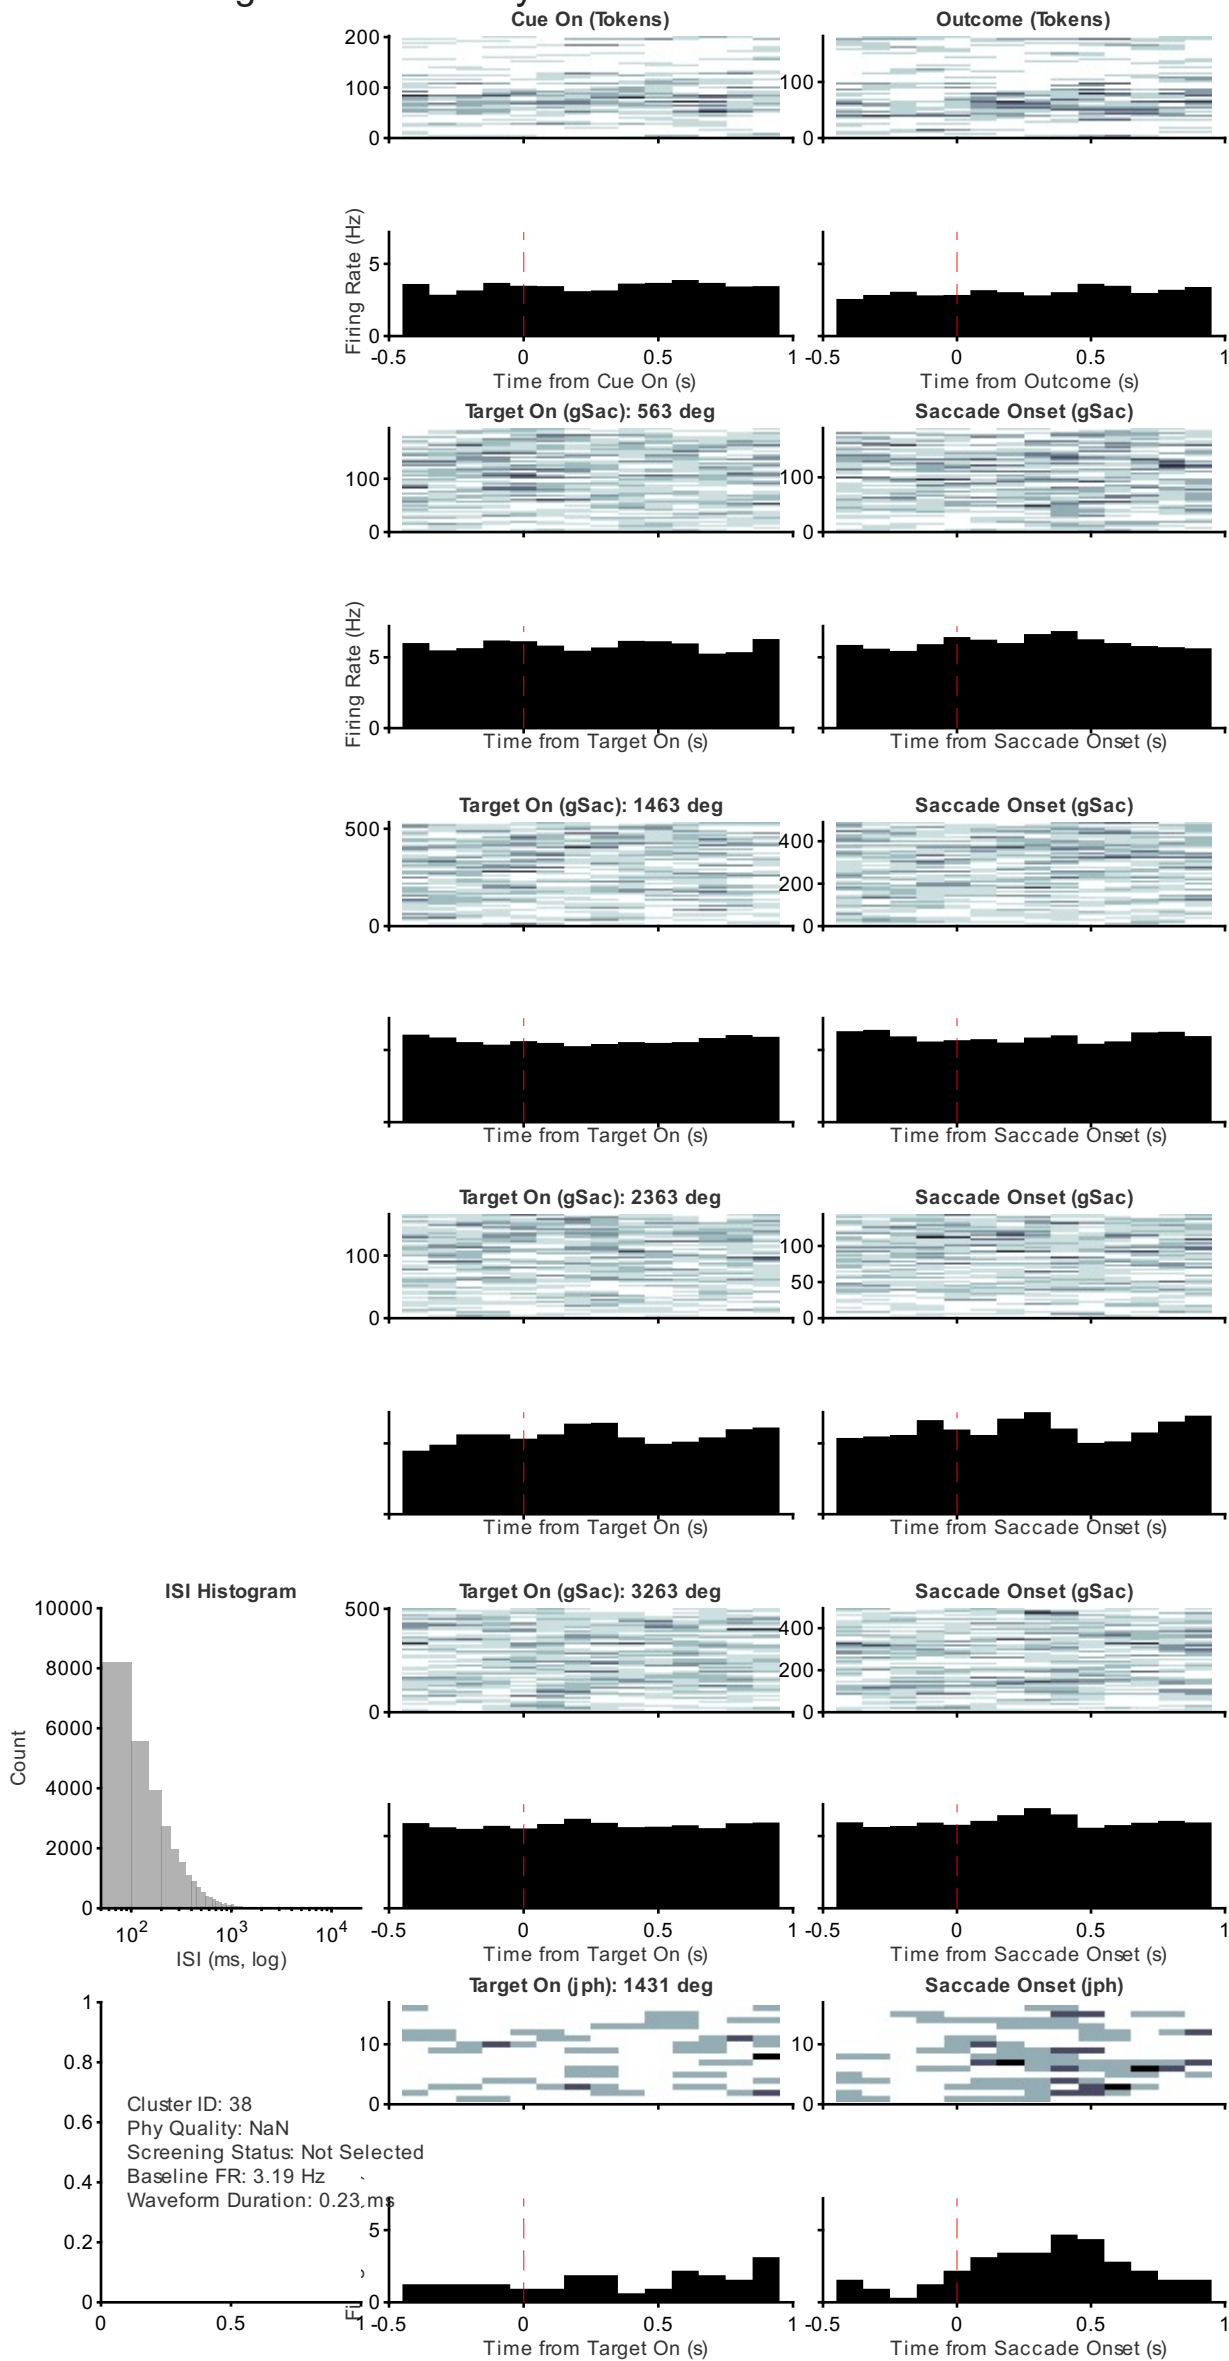 Cue On (Tokens)
Outcome (Tokens)
200
100
0
100
0
Firing Rate (Hz)
5
0
-0.5 0 0.5 1
-0.5 0 0.5 1
Time from Cue On (s)
Time from Outcome (s)
Target On (gSac): 563 deg
Saccade Onset (gSac)
100
0
100
0
Firing Rate (Hz)
5
0
Time from Target On (s)
Time from Saccade Onset (s)
Target On (gSac): 1463 deg
Saccade Onset (gSac)
500
0
400
200
0
Time from Target On (s)
Time from Saccade Onset (s)
Target On (gSac): 2363 deg
Saccade Onset (gSac)
100
0
100
50
0
Time from Target On (s)
Time from Saccade Onset (s)
ISI Histogram
10000
8000
6000
4000
2000
0
Count
10² 10³ 10⁴
ISI (ms, log)
Target On (gSac): 3263 deg
Saccade Onset (gSac)
500
0
400
200
0
-0.5 0 0.5 1
-0.5 0 0.5 1
Time from Target On (s)
Time from Saccade Onset (s)
Target On (jph): 1431 deg
Saccade Onset (jph)
10
0
10
0
1
0.8
0.6
0.4
0.2
0
0 0.5 1
Cluster ID: 38
Phy Quality: NaN
Screening Status: Not Selected
Baseline FR: 3.19 Hz
Waveform Duration: 0.23 ms
5
0
-0.5 0 0.5 1
-0.5 0 0.5 1
Time from Target On (s)
Time from Saccade Onset (s)